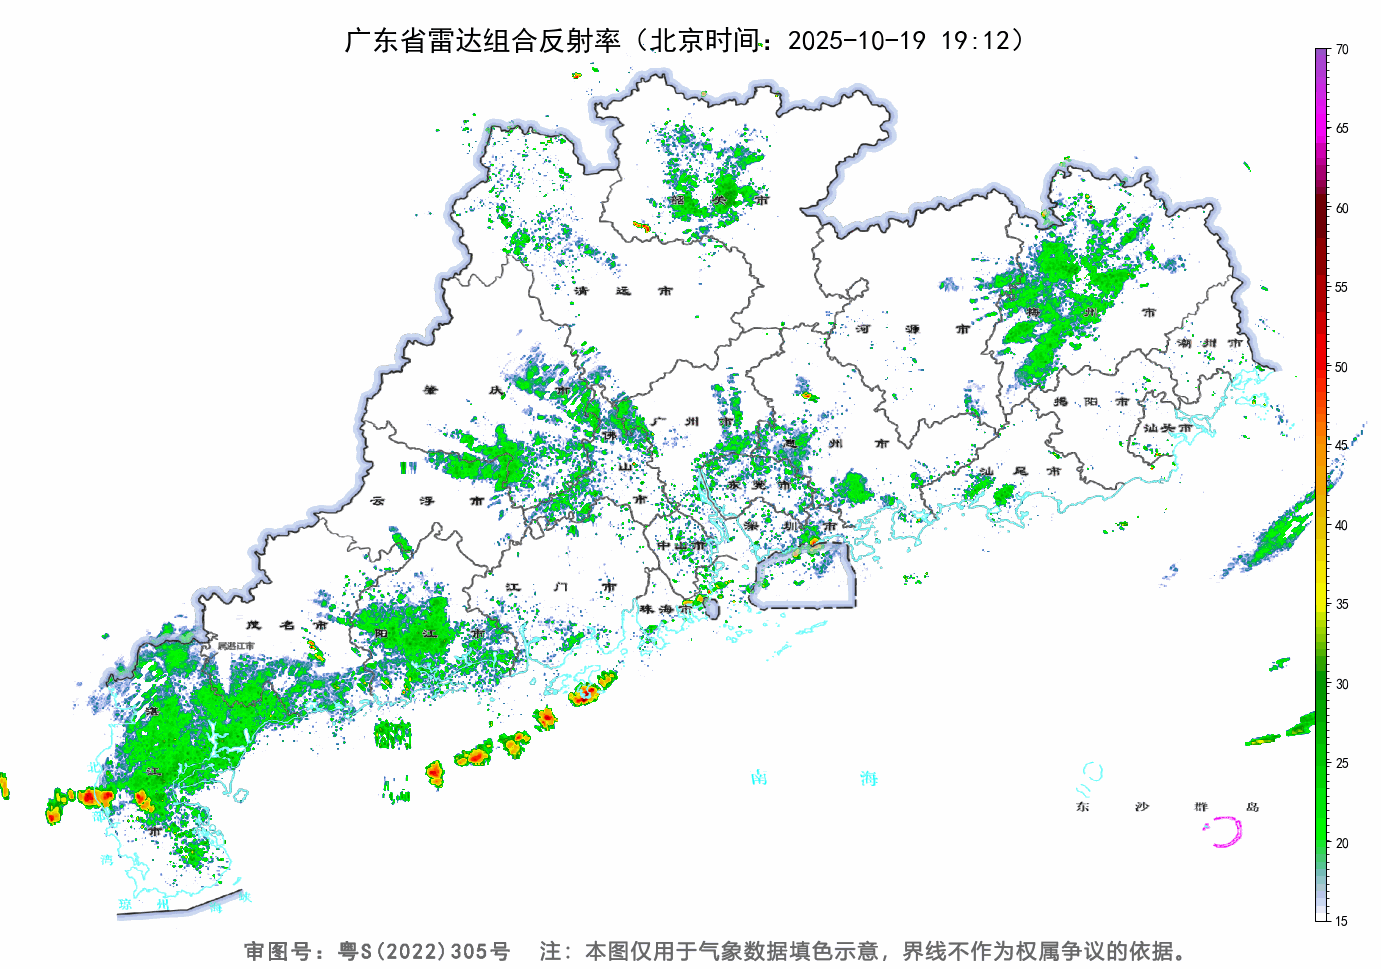 广东省雷达组合反射率（北京时间：2025-10-19 19:12）
70
65
60
55
50
45
40
35
30
25
20
15
韶关市
清远市
河源市
梅州市
潮州市
肇庆市
广州市
惠州市
揭阳市
汕头市
佛山市
云浮市
东莞市
汕尾市
深圳市
中山市
江门市
珠海市
茂名市
属湛江市
阳江市
湛江市
南海
东沙群岛
北部湾
琼州海峡
审图号：粤S(2022)305号 注：本图仅用于气象数据填色示意，界线不作为权属争议的依据。